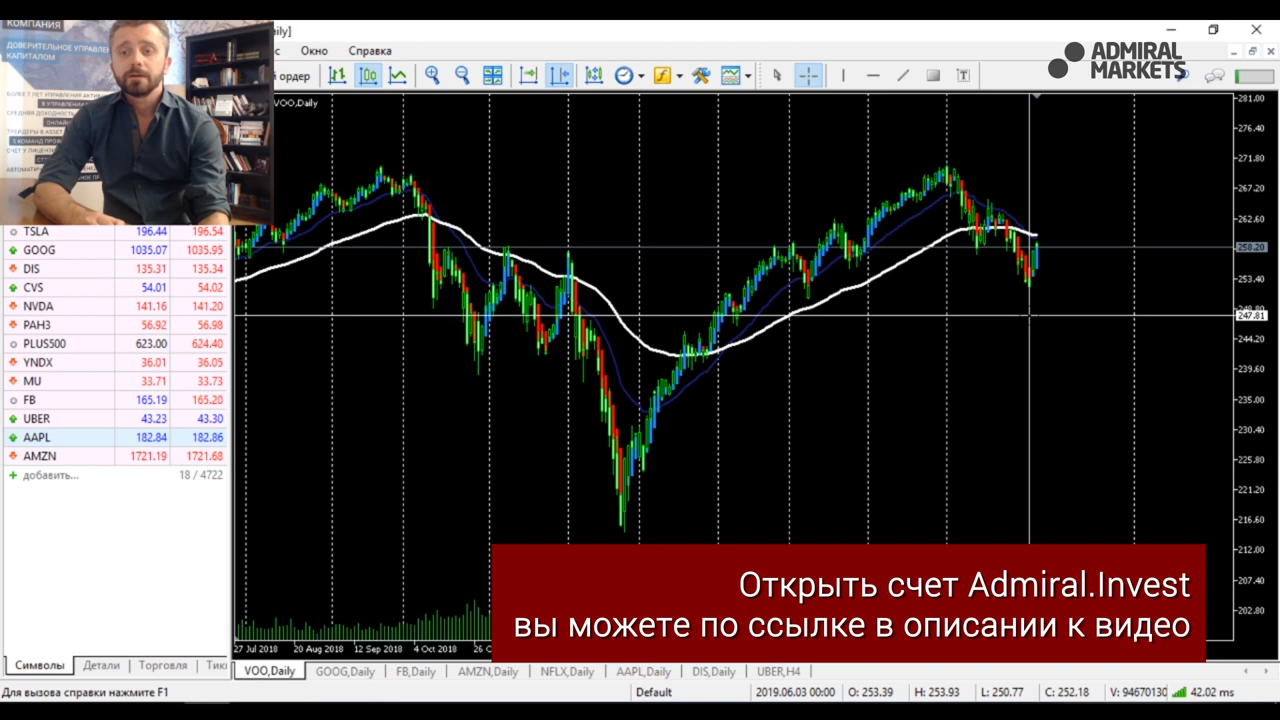 КОМПАНИЯ
ДОВЕРИТЕЛЬНОЕ УПРАВЛЕ
КАПИТАЛОМ
Окно Справка
ордер
ADMIRAL
MARKETS
VOO,Daily
281.00
276.40
271.80
267.20
262.60
258.20
253.40
247.81
244.20
239.60
235.00
230.40
225.80
221.20
216.60
212.00
207.40
202.80
TSLA 196.44 196.54
GOOG 1035.07 1035.95
DIS 135.31 135.34
CVS 54.01 54.02
NVDA 141.16 141.20
PAH3 56.92 56.98
PLUS500 623.00 624.40
YNDX 36.01 36.05
MU 33.71 33.73
FB 165.19 165.20
UBER 43.23 43.30
AAPL 182.84 182.86
AMZN 1721.19 1721.68
добавить... 18 / 4722
Открыть счет Admiral.Invest
вы можете по ссылке в описании к видео
27 Jul 2018 20 Aug 2018 12 Sep 2018 4 Oct 2018 26 O
Символы Детали Торговля Тики
VOO,Daily GOOG,Daily FB,Daily AMZN,Daily NFLX,Daily AAPL,Daily DIS,Daily UBER,H4
Для вызова справки нажмите F1 Default 2019.06.03 00:00 O: 253.39 H: 253.93 L: 250.77 C: 252.18 V: 94670130 42.02 ms